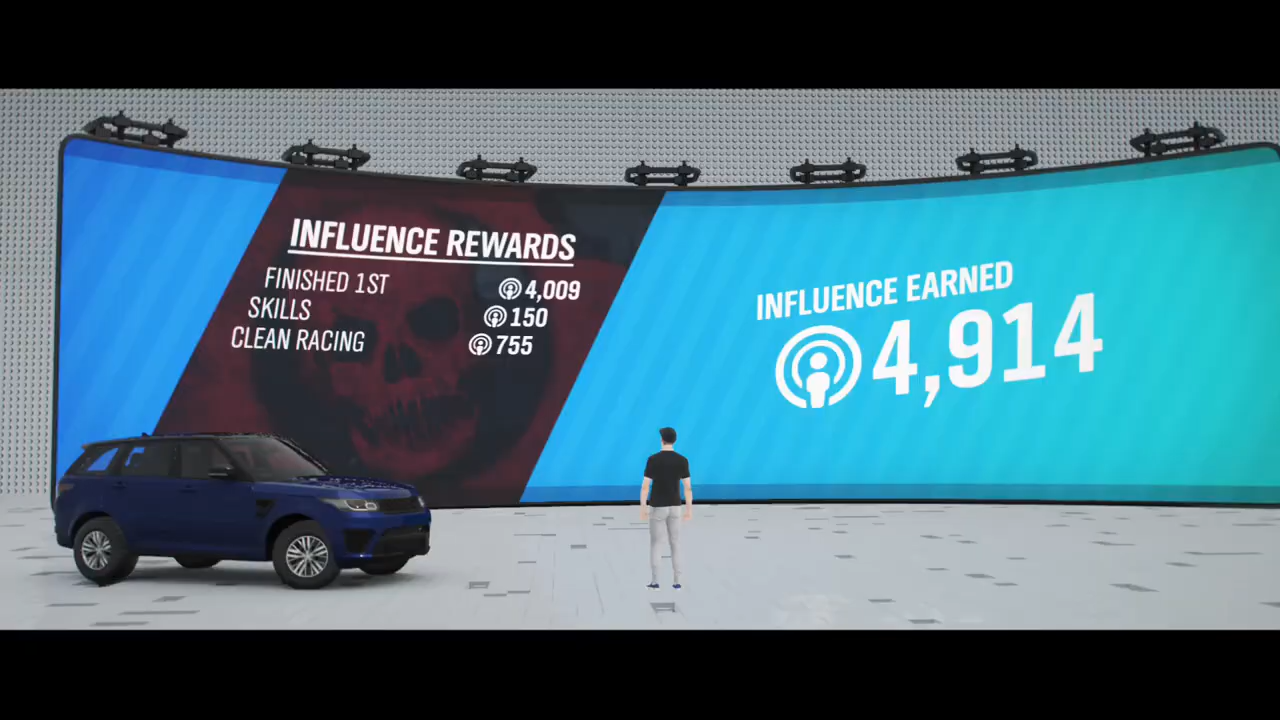 INFLUENCE REWARDS
FINISHED 1ST 4,009
SKILLS 150
CLEAN RACING 755
INFLUENCE EARNED
4,914